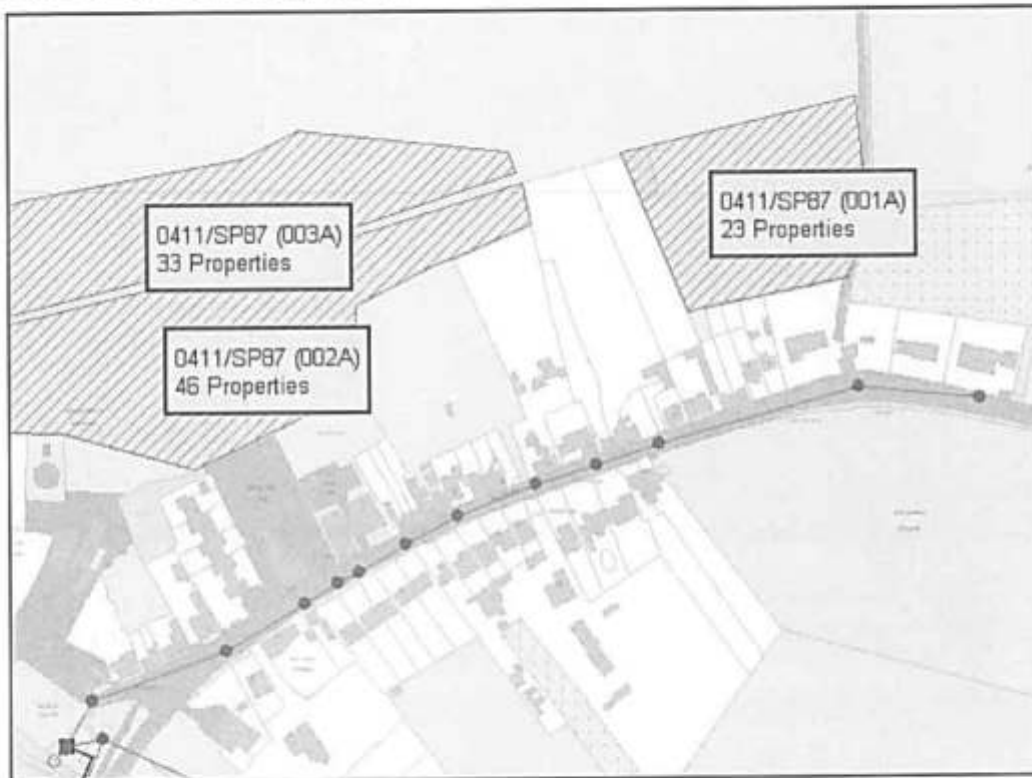 0411/SP87 (001A)
23 Properties
0411/SP87 (003A)
33 Properties
0411/SP87 (002A)
46 Properties